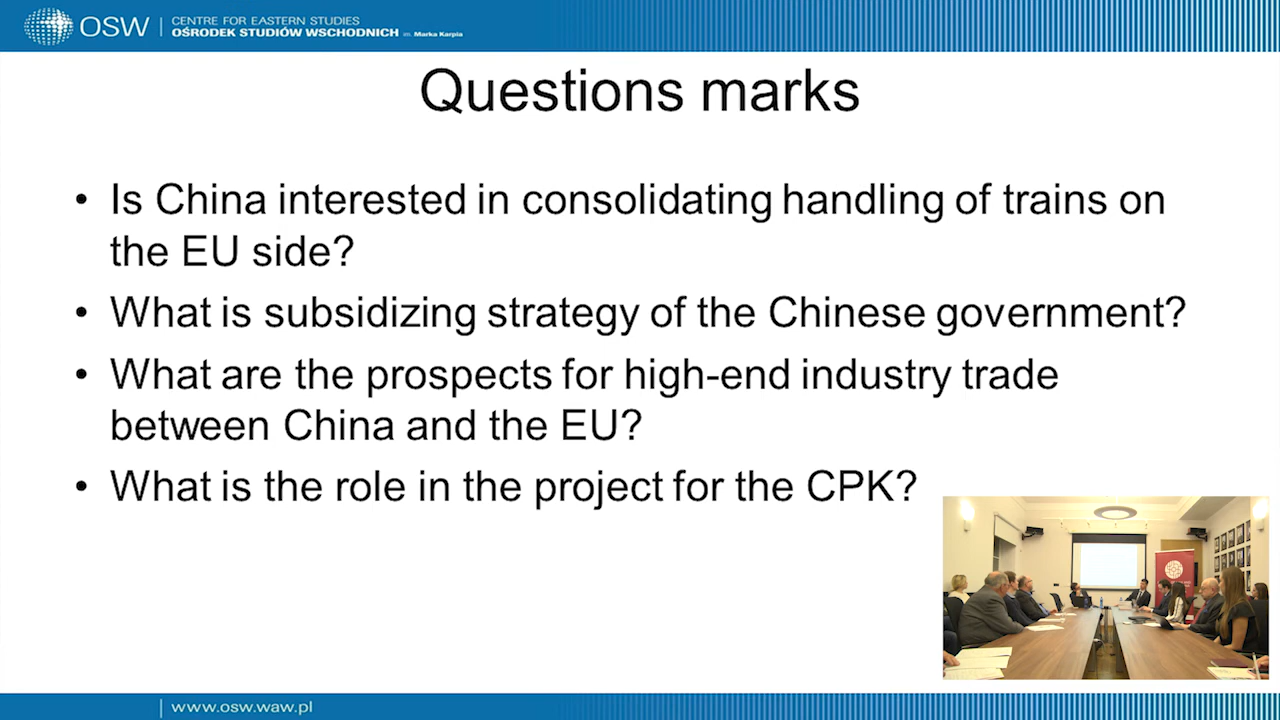 OSW
CENTRE FOR EASTERN STUDIES
OŚRODEK STUDIÓW WSCHODNICH im. Marka Karpia
Questions marks
• Is China interested in consolidating handling of trains on
the EU side?
• What is subsidizing strategy of the Chinese government?
• What are the prospects for high-end industry trade
between China and the EU?
• What is the role in the project for the CPK?
www.osw.waw.pl